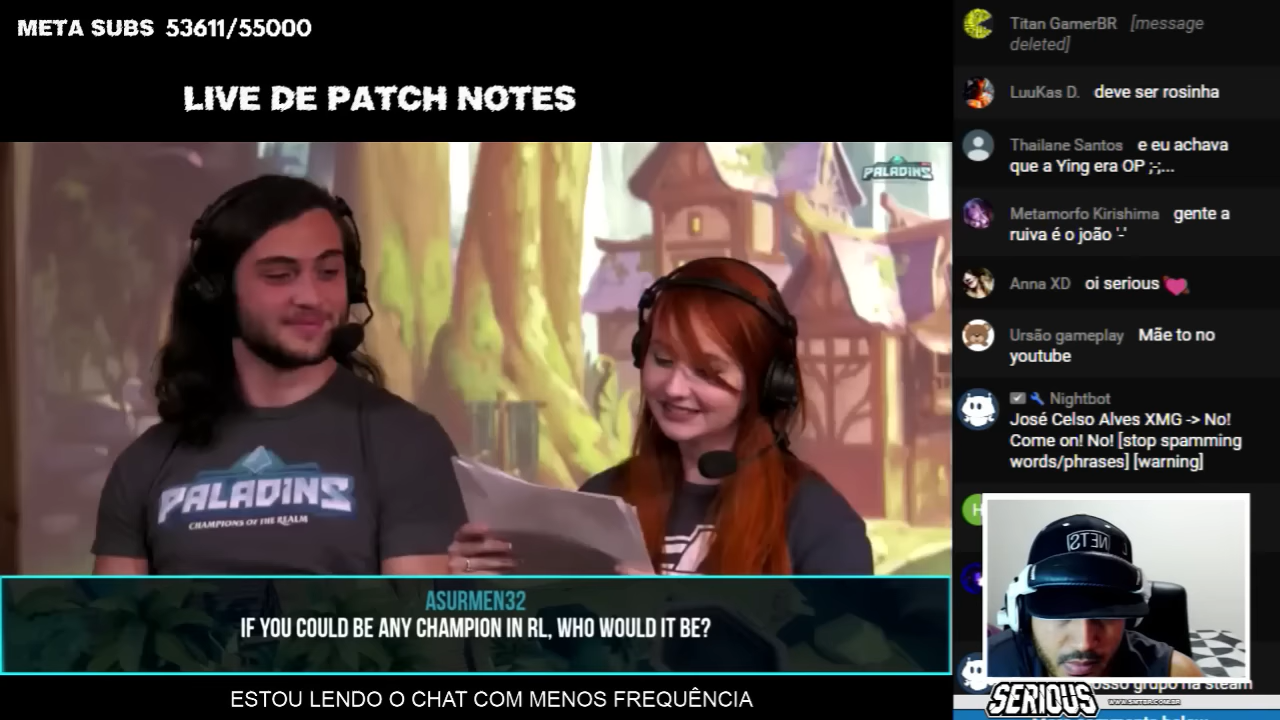 META SUBS 53611/55000
LIVE DE PATCH NOTES
PALADINS
PALADINS
CHAMPIONS OF THE REALM
ASURMEN32
IF YOU COULD BE ANY CHAMPION IN RL, WHO WOULD IT BE?
ESTOU LENDO O CHAT COM MENOS FREQUÊNCIA
Titan GamerBR [message
deleted]
LuuKas D. deve ser rosinha
Thailane Santos e eu achava
que a Ying era OP ;-;...
Metamorfo Kirishima gente a
ruiva é o joão '-'
Anna XD oi serious
Ursão gameplay Mãe to no
youtube
Nightbot
José Celso Alves XMG -> No!
Come on! No! [stop spamming
words/phrases] [warning]
H
NETS
grupo na steam
SERIOUS